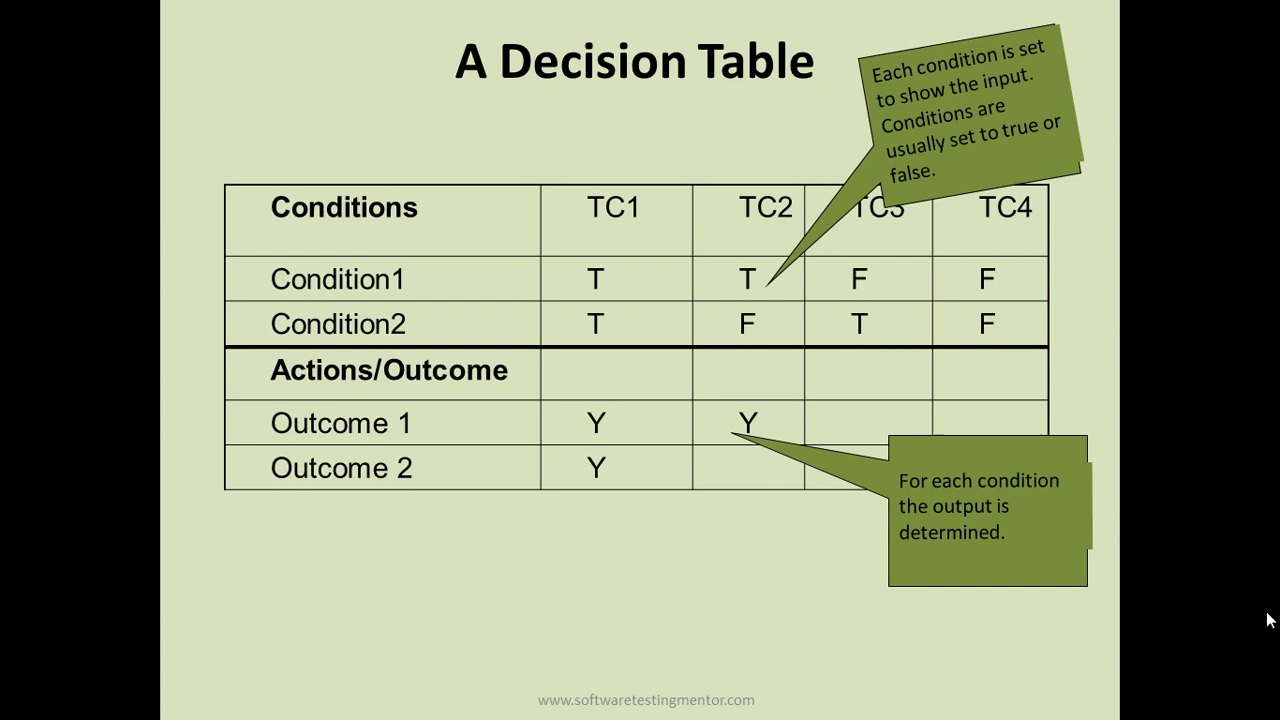 A Decision Table
Each condition is set
to show the input.
Conditions are
usually set to true or
false.
Conditions TC1 TC2 TC3 TC4
Condition1 T T F F
Condition2 T F T F
Actions/Outcome
Outcome 1 Y Y
Outcome 2 Y
For each condition
the output is
determined.
www.softwaretestingmentor.com